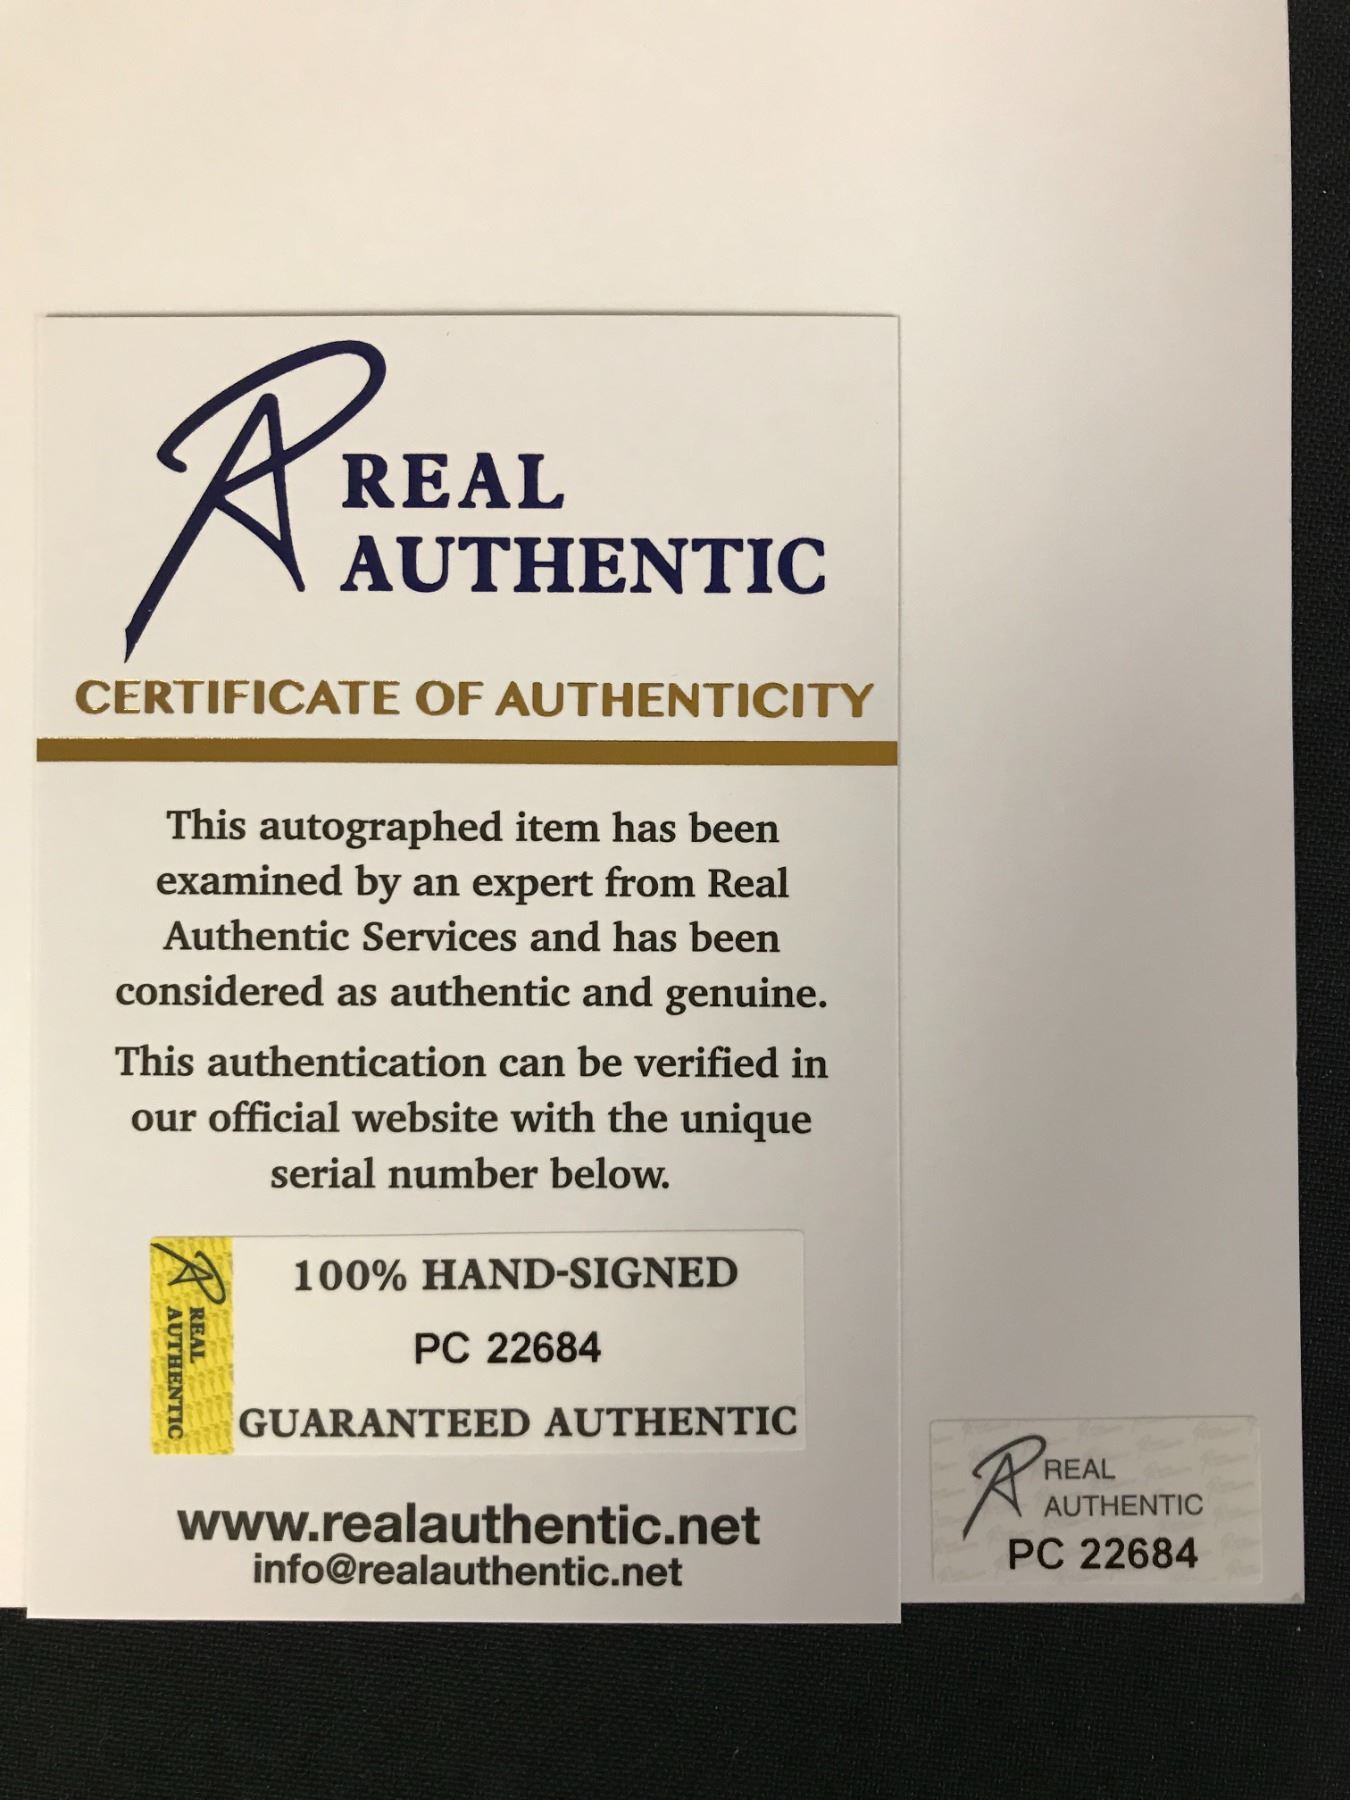 REAL
AUTHENTIC
CERTIFICATE OF AUTHENTICITY
This autographed item has been
examined by an expert from Real
Authentic Services and has been
considered as authentic and genuine.
This authentication can be verified in
our official website with the unique
serial number below.
REAL
AUTHENTIC
100% HAND-SIGNED
PC 22684
GUARANTEED AUTHENTIC
www.realauthentic.net
info@realauthentic.net
REAL
AUTHENTIC
PC 22684